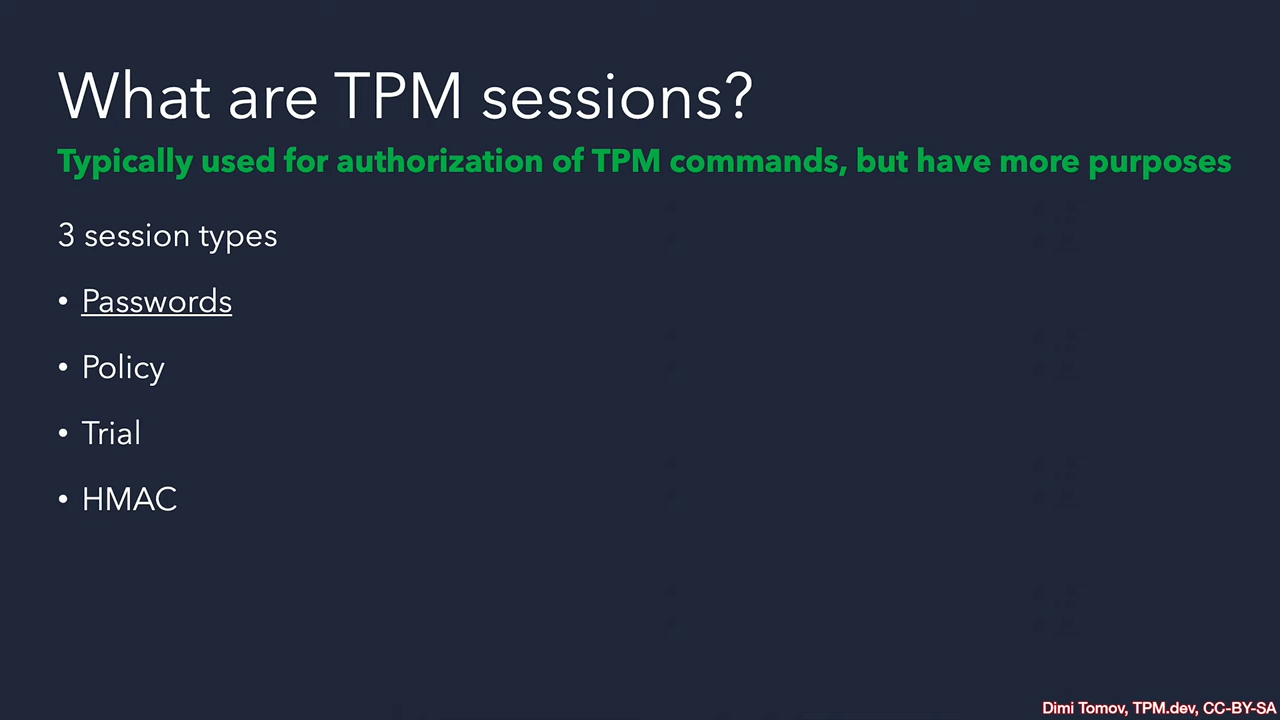 What are TPM sessions?
Typically used for authorization of TPM commands, but have more purposes
3 session types
• Passwords
• Policy
• Trial
• HMAC
Dimi Tomov, TPM.dev, CC-BY-SA